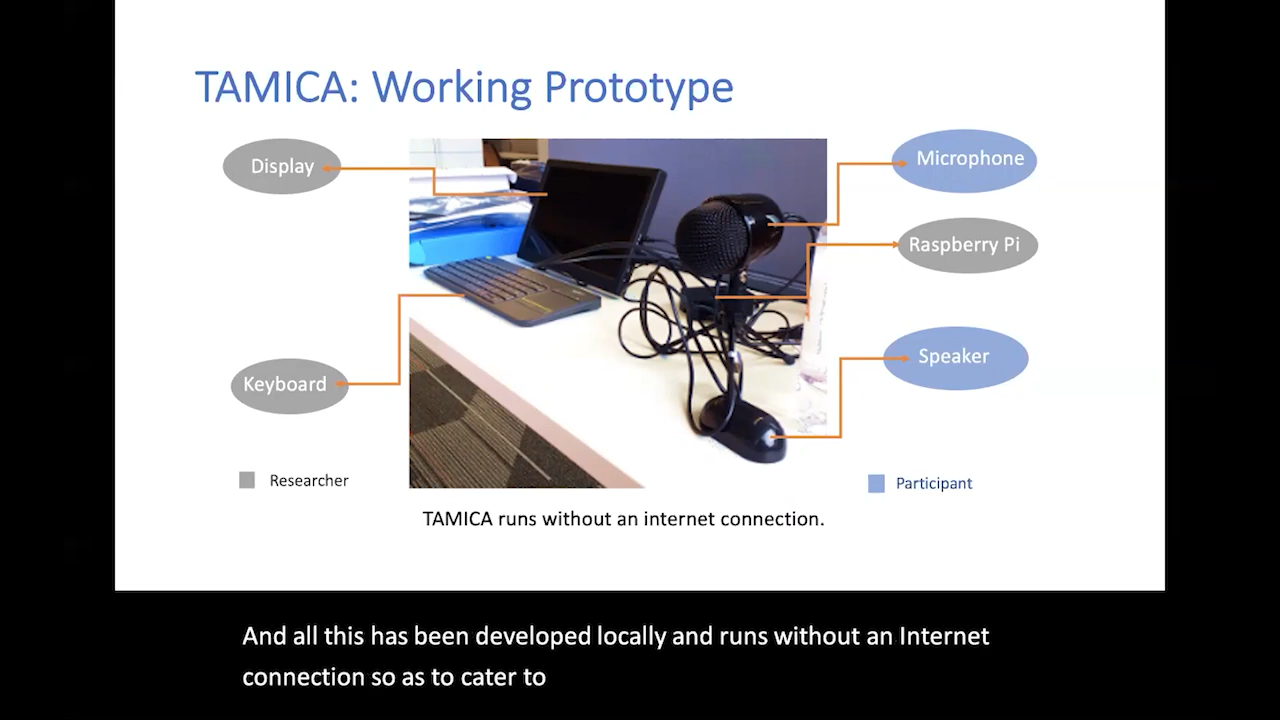 TAMICA: Working Prototype
Display
Microphone
Raspberry Pi
Speaker
Keyboard
Researcher
Participant
TAMICA runs without an internet connection.
And all this has been developed locally and runs without an Internet
connection so as to cater to